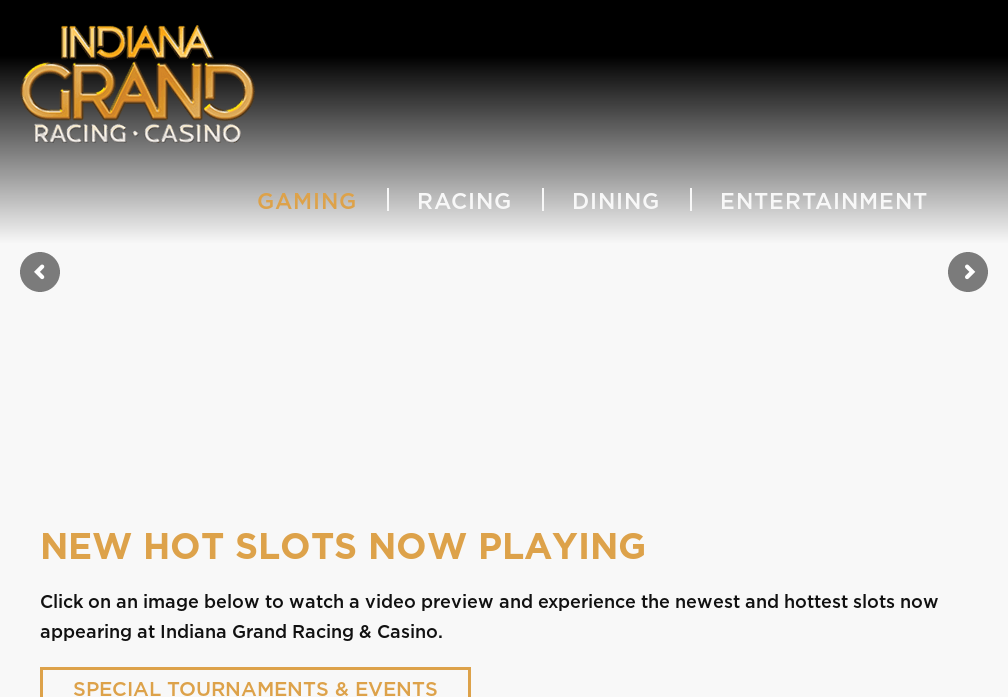 INDIANA
GRAND
RACING • CASINO
GAMING
RACING
DINING
ENTERTAINMENT
NEW HOT SLOTS NOW PLAYING
Click on an image below to watch a video preview and experience the newest and hottest slots now
appearing at Indiana Grand Racing & Casino.
SPECIAL TOURNAMENTS & EVENTS